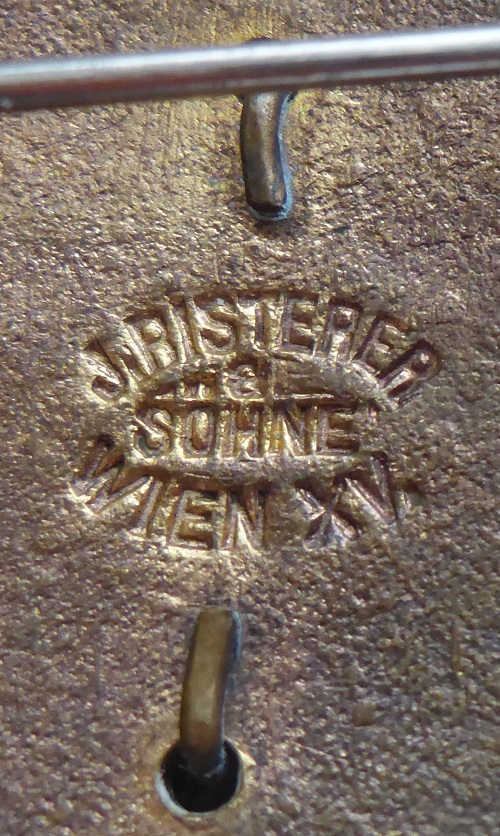 J. RISTERER
&
SÖHNE
WIEN XV